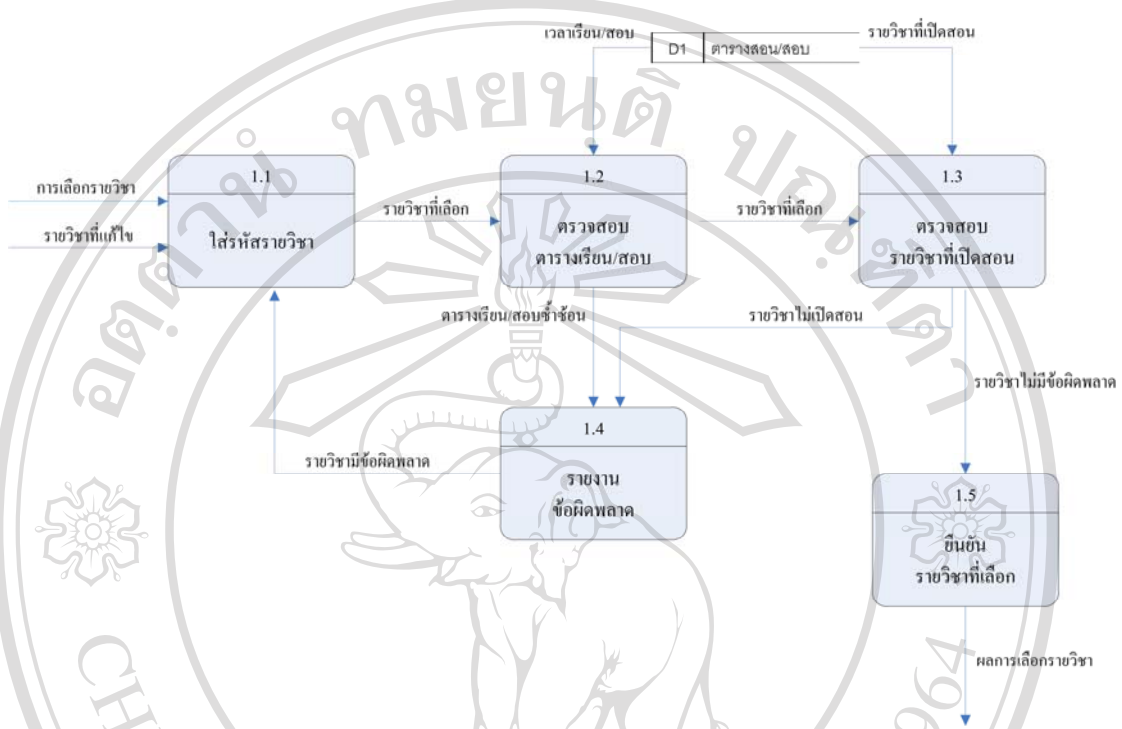 เวลาเรียน/สอบ
รายวิชาที่เปิดสอน
D1 ตารางสอน/สอบ
ทมยนติ
1.1
1.2
1.3
การเลือกรายวิชา
รายวิชาที่เลือก
รายวิชาที่เลือก
รายวิชาที่แก้ไข
ใส่รหัสรายวิชา
ตรวจสอบ
ตารางเรียน/สอบ
ตรวจสอบ
รายวิชาที่เปิดสอน
ตารางเรียน/สอบซ้ำซ้อน
รายวิชาไม่เปิดสอน
รายวิชาไม่มีข้อผิดพลาด
1.4
รายงาน
ข้อผิดพลาด
รายวิชามีข้อผิดพลาด
1.5
ยืนยัน
รายวิชาที่เลือก
ผลการเลือกรายวิชา
CH
1964